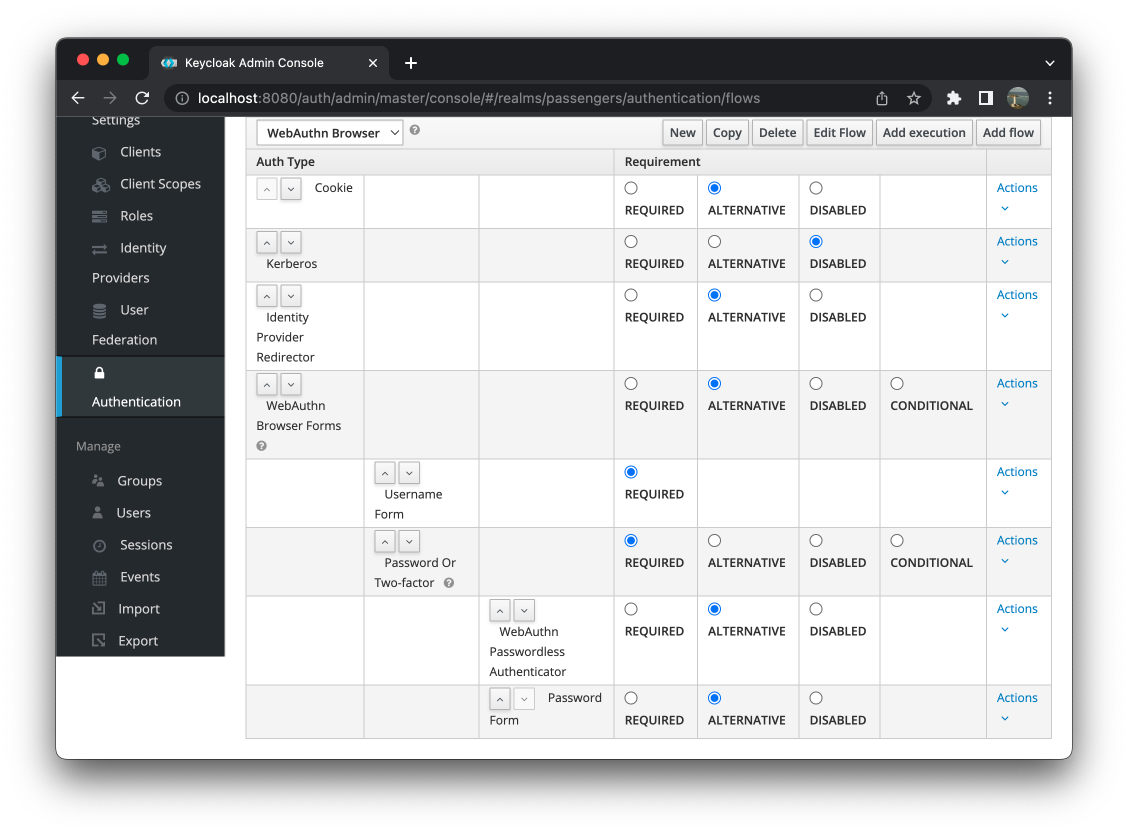 Keycloak Admin Console
localhost:8080/auth/admin/master/console/#/realms/passengers/authentication/flows
Settings
Clients
Client Scopes
Roles
Identity
Providers
User
Federation
Authentication
Manage
Groups
Users
Sessions
Events
Import
Export
WebAuthn Browser
New Copy Delete Edit Flow Add execution Add flow
Auth Type Requirement
Cookie Actions
REQUIRED ALTERNATIVE DISABLED
Actions
Kerberos REQUIRED ALTERNATIVE DISABLED
Actions
Identity REQUIRED ALTERNATIVE DISABLED
Provider
Redirector
Actions
WebAuthn REQUIRED ALTERNATIVE DISABLED CONDITIONAL
Browser Forms
Actions
Username REQUIRED
Form
Actions
Password Or REQUIRED ALTERNATIVE DISABLED CONDITIONAL
Two-factor
Actions
WebAuthn REQUIRED ALTERNATIVE DISABLED
Passwordless
Authenticator
Password Actions
Form REQUIRED ALTERNATIVE DISABLED